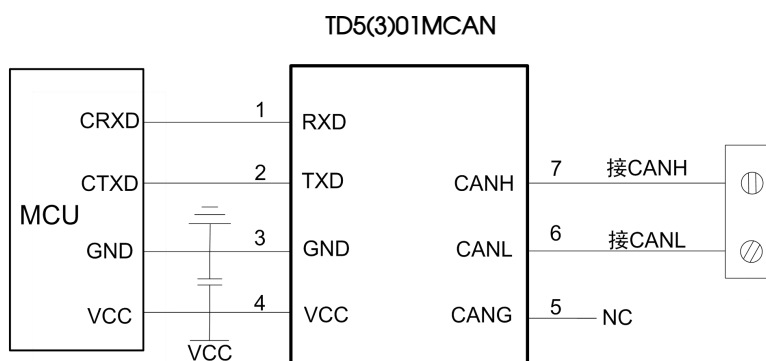 TD5(3)01MCAN
CRXD 1 RXD
CTXD 2 TXD CANH 7 接CANH
MCU
GND 3 GND CANL 6 接CANL
VCC 4 VCC CANG 5 NC
VCC